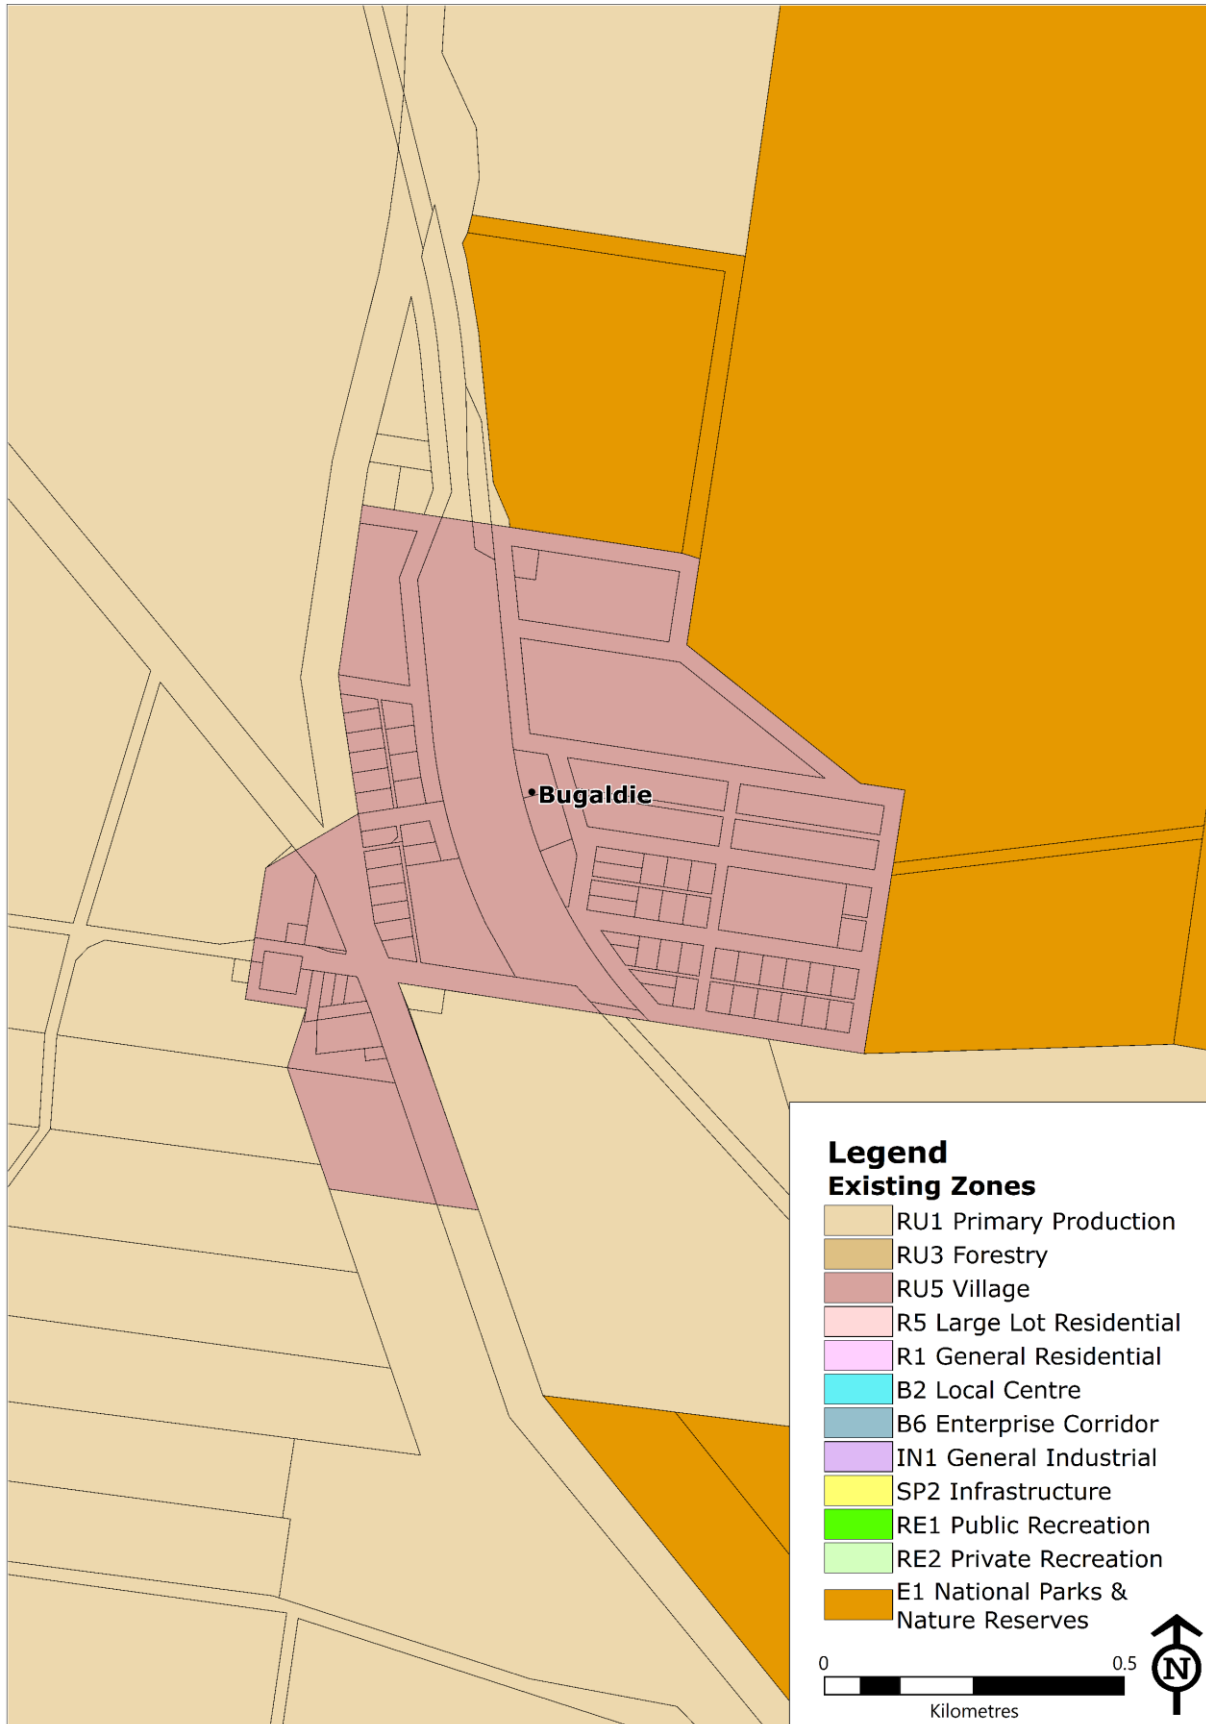 Bugaldie
Legend
Existing Zones
RU1 Primary Production
RU3 Forestry
RU5 Village
R5 Large Lot Residential
R1 General Residential
B2 Local Centre
B6 Enterprise Corridor
IN1 General Industrial
SP2 Infrastructure
RE1 Public Recreation
RE2 Private Recreation
E1 National Parks &
Nature Reserves
0 0.5
Kilometres
N